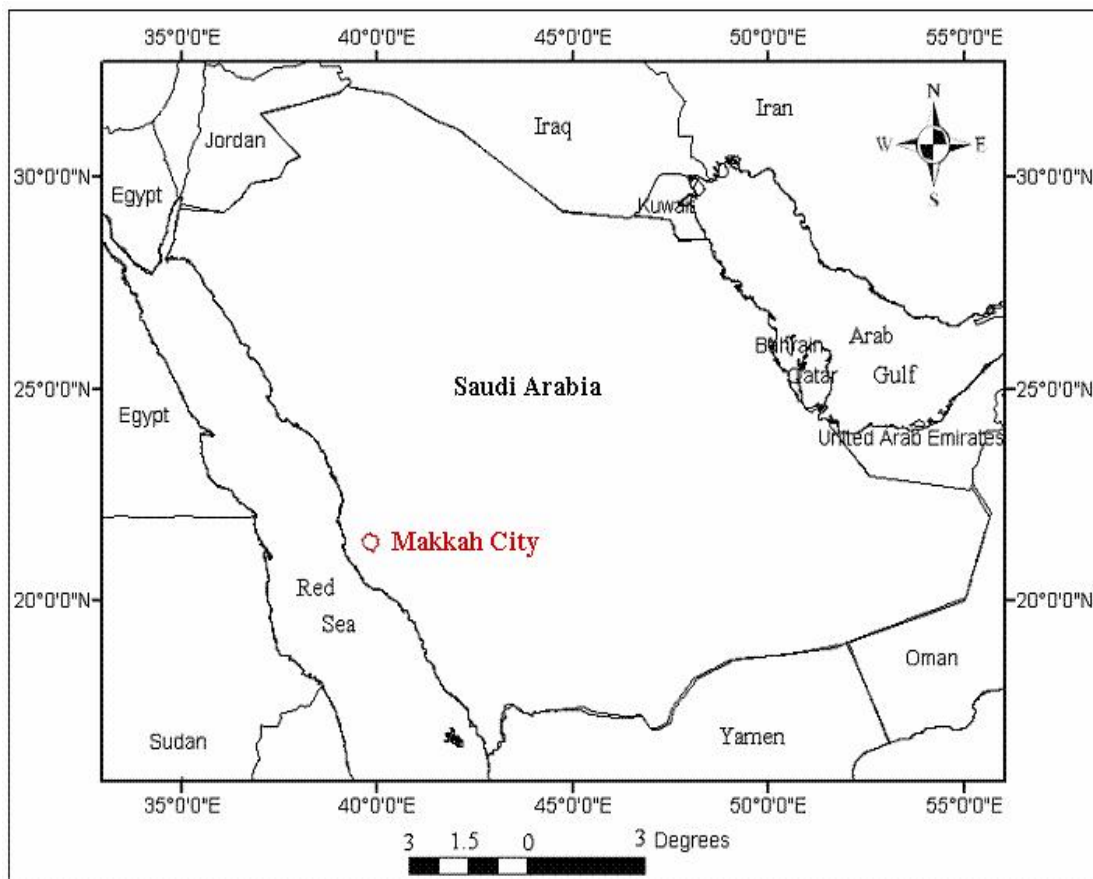 35°0'0"E 40°0'0"E 45°0'0"E 50°0'0"E 55°0'0"E
N
W E
S
Iran
Iraq
Jordan
30°0'0"N 30°0'0"N
Egypt
Kuwait
Arab
Bahrain
Gulf
Qatar
Saudi Arabia
25°0'0"N 25°0'0"N
Egypt
United Arab Emirates
Makkah City
Red
Sea
20°0'0"N 20°0'0"N
Oman
Sudan
Yamen
35°0'0"E 40°0'0"E 45°0'0"E 50°0'0"E 55°0'0"E
3 1.5 0 3 Degrees